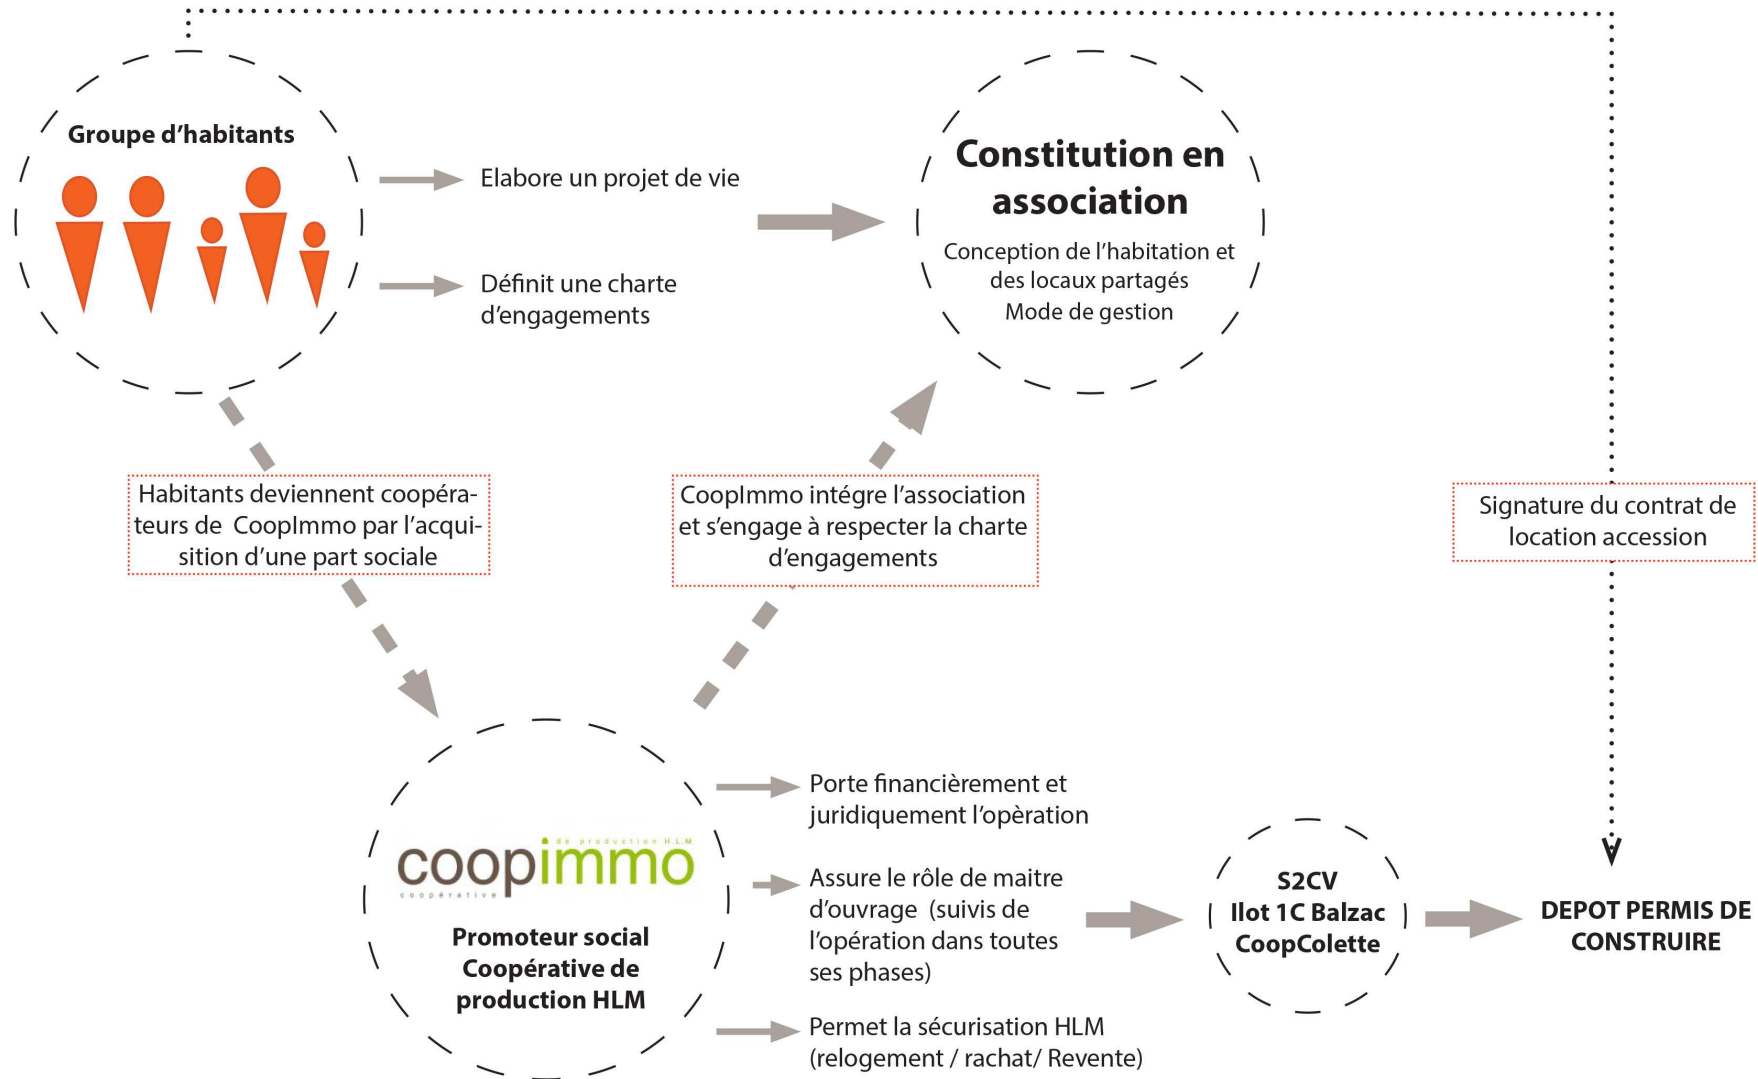 Groupe d'habitants
Elabore un projet de vie
Définit une charte
d'engagements
Constitution en
association
Conception de l'habitation et
des locaux partagés
Mode de gestion
Habitants deviennent coopéra-
teurs de CoopImmo par l'acqui-
sition d'une part sociale
CoopImmo intégre l'association
et s'engage à respecter la charte
d'engagements
Signature du contrat de
location accession
de production H.L.M
coopimmo
coopérative
Promoteur social
Coopérative de
production HLM
Porte financièrement et
juridiquement l'opèration
Assure le rôle de maitre
d'ouvrage (suivis de
l'opération dans toutes
ses phases)
Permet la sécurisation HLM
(relogement / rachat/ Revente)
S2CV
Ilot 1C Balzac
CoopColette
DEPOT PERMIS DE
CONSTRUIRE